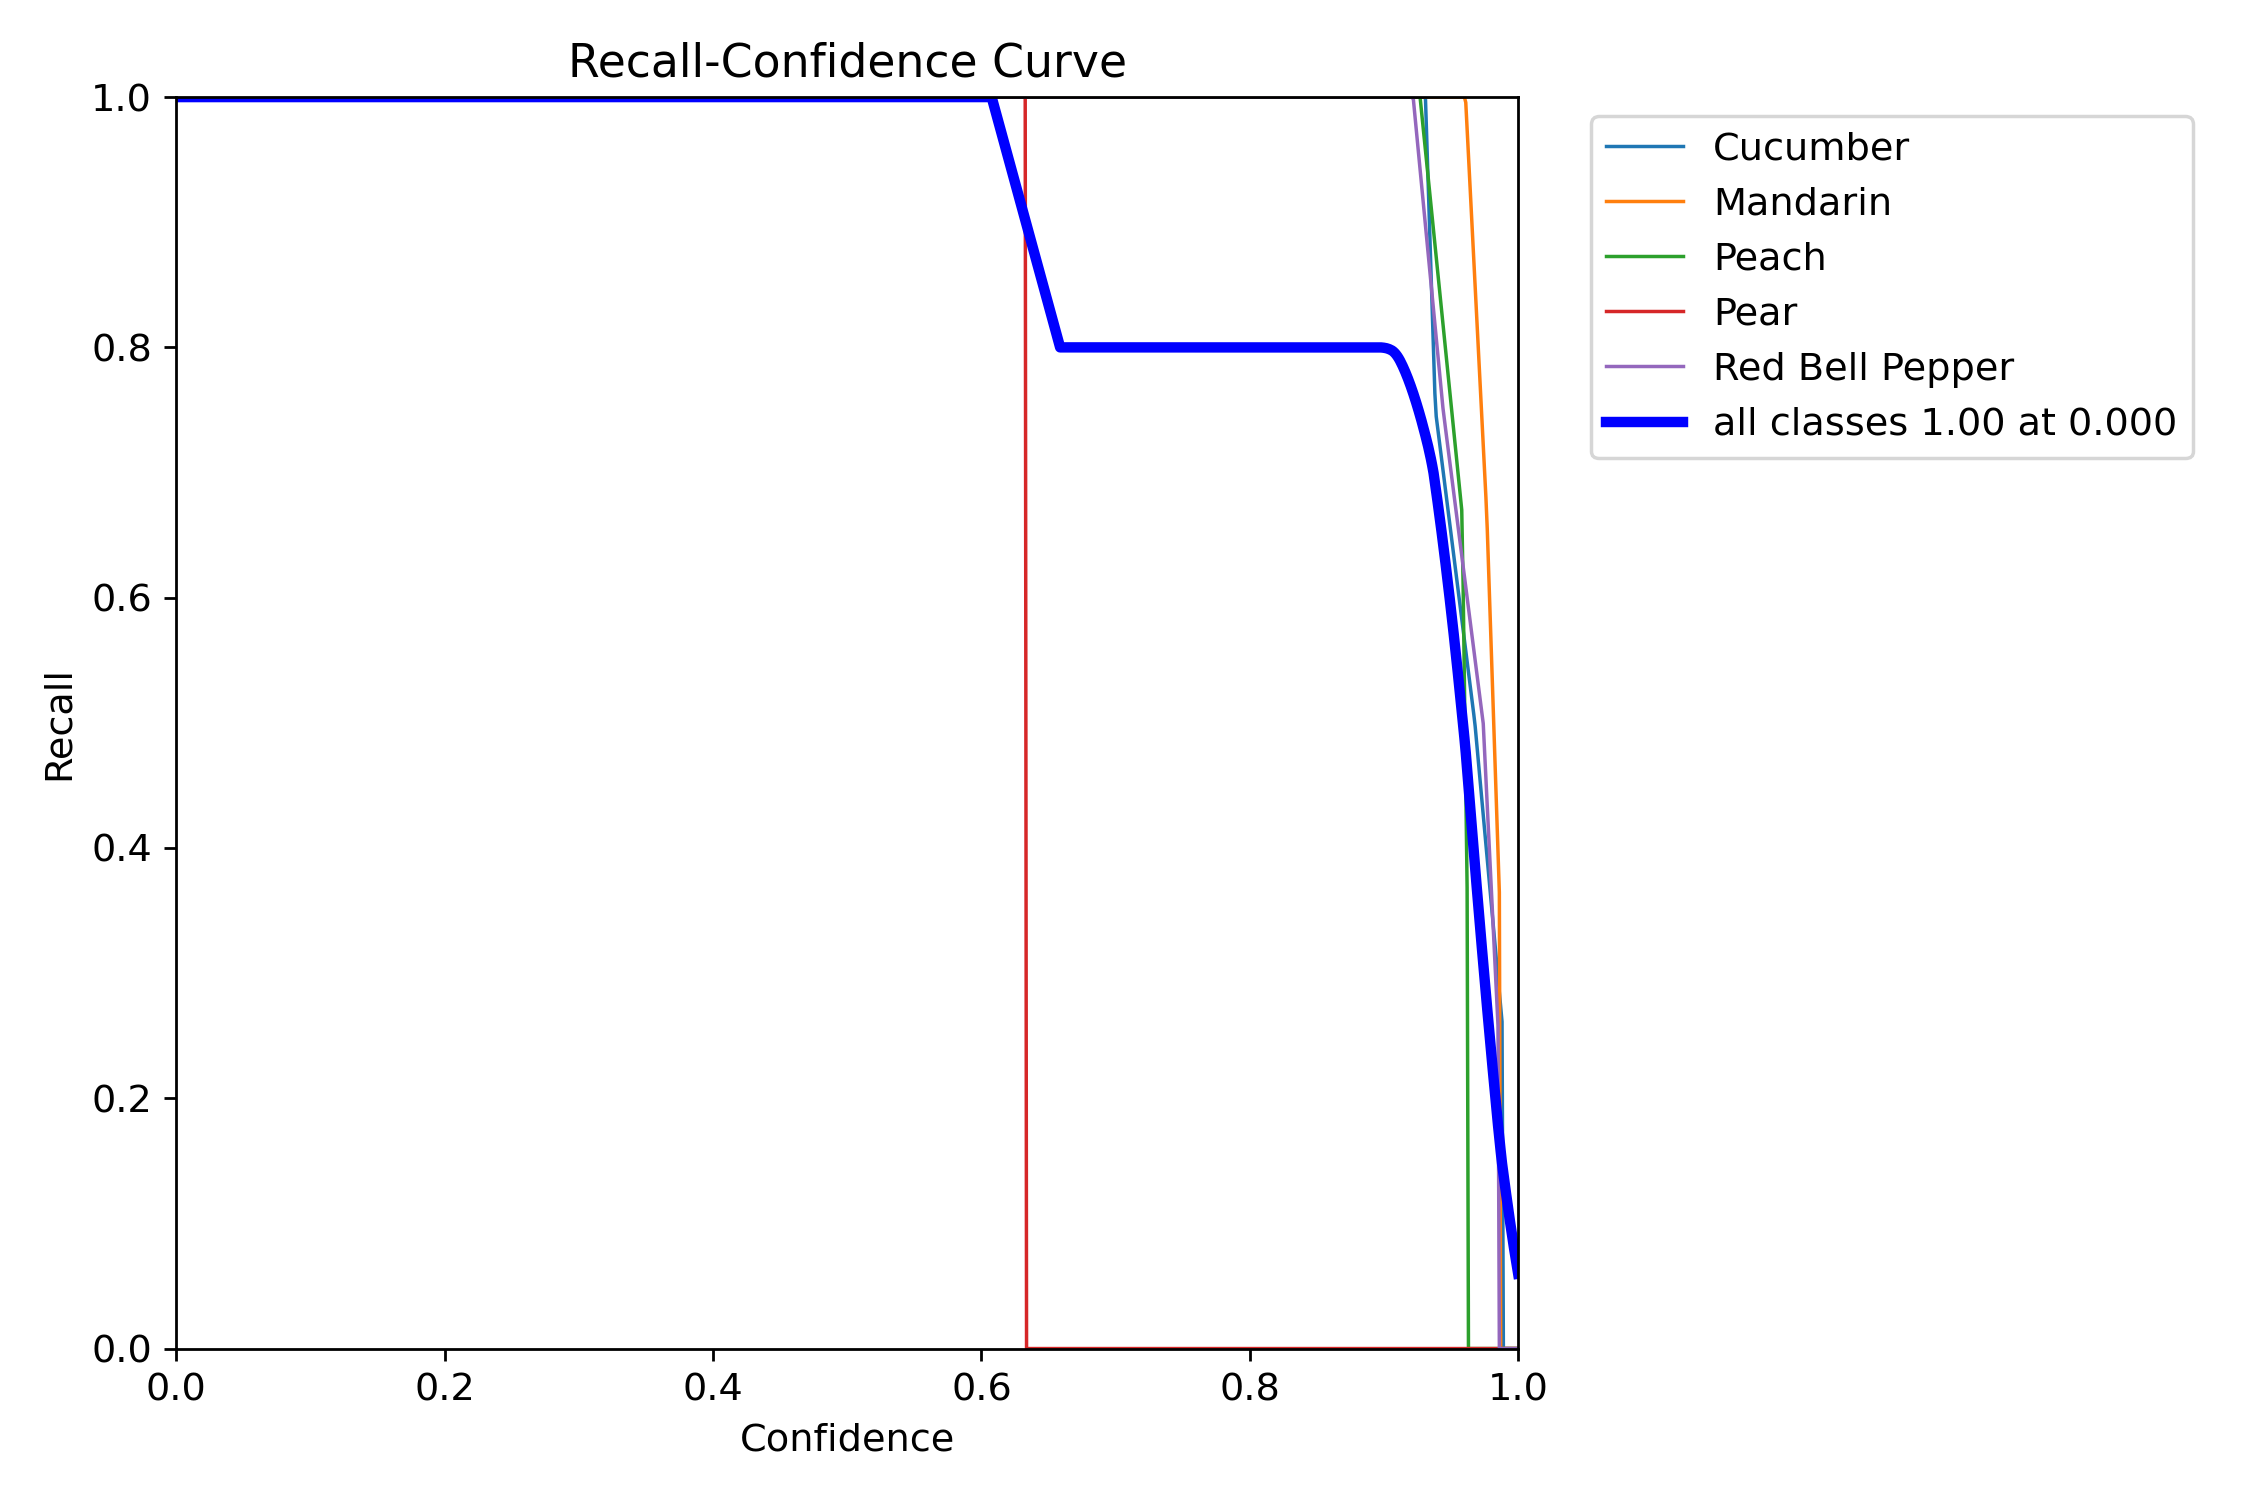 Recall-Confidence Curve
1.0
0.8
0.6
0.4
0.2
0.0
Recall
0.0 0.2 0.4 0.6 0.8 1.0
Confidence
Cucumber
Mandarin
Peach
Pear
Red Bell Pepper
all classes 1.00 at 0.000